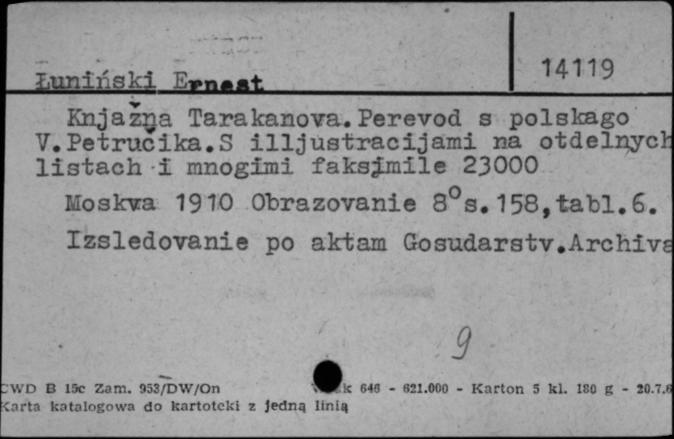 14119
Łuniński Ernest
Knjažna Tarakanova.Perevod s polskago
V.Petručika.S illjustracijami na otdelnych
listach i mnogimi faksimile 23000
Moskva 1910 Obrazovanie 8⁰s.158,tabl.6.
Izsledovanie po aktam Gosudarstv.Archiva
9
CWD B 15c Zam. 953/DW/On k 646 - 621.000 - Karton 5 kl. 180 g - 20.7.6
Karta katalogowa do kartoteki z jedną linią